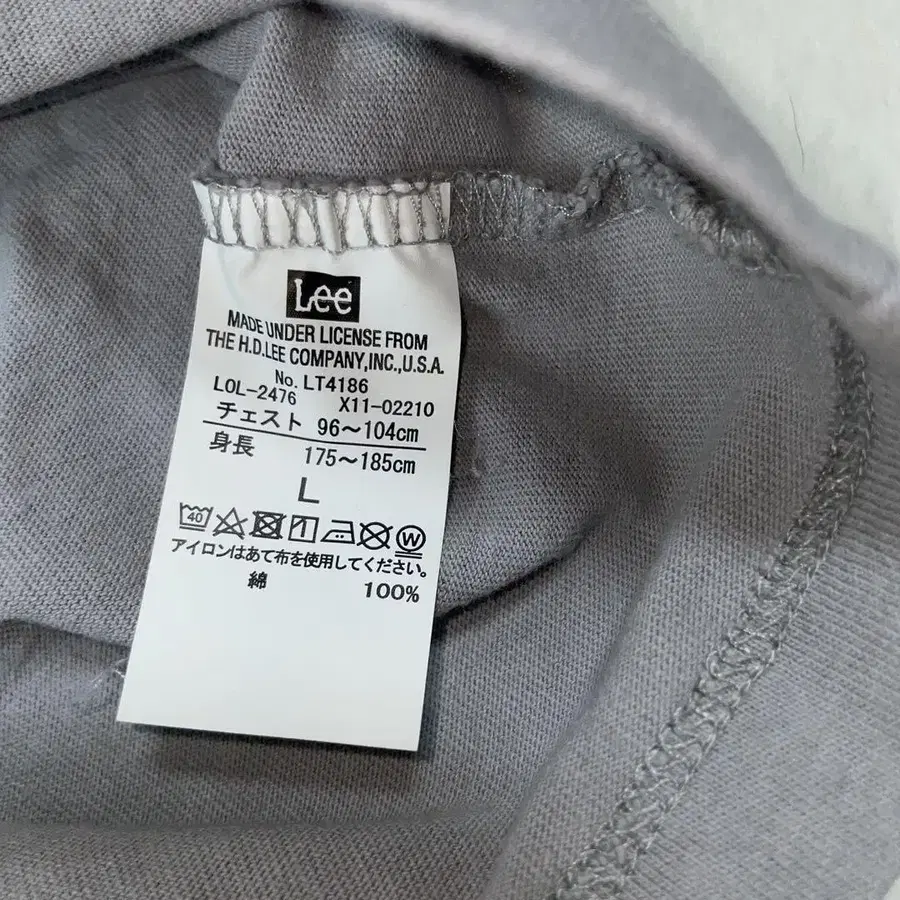 Lee
MADE UNDER LICENSE FROM
THE H.D.LEE COMPANY,INC.,U.S.A.
No. LT4186
LOL-2476 X11-02210
チェスト 96～104cm
身長 175～185cm
L
40 W
アイロンはあて布を使用してください。
綿 100%